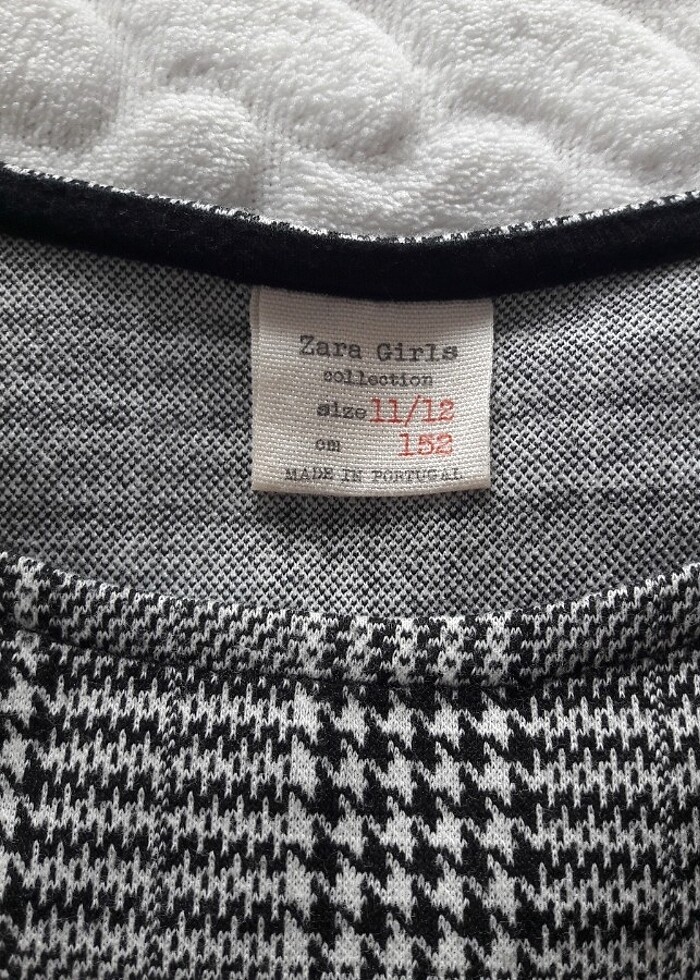 Zara Girls
collection
size 11/12
cm 152
MADE IN PORTUGAL